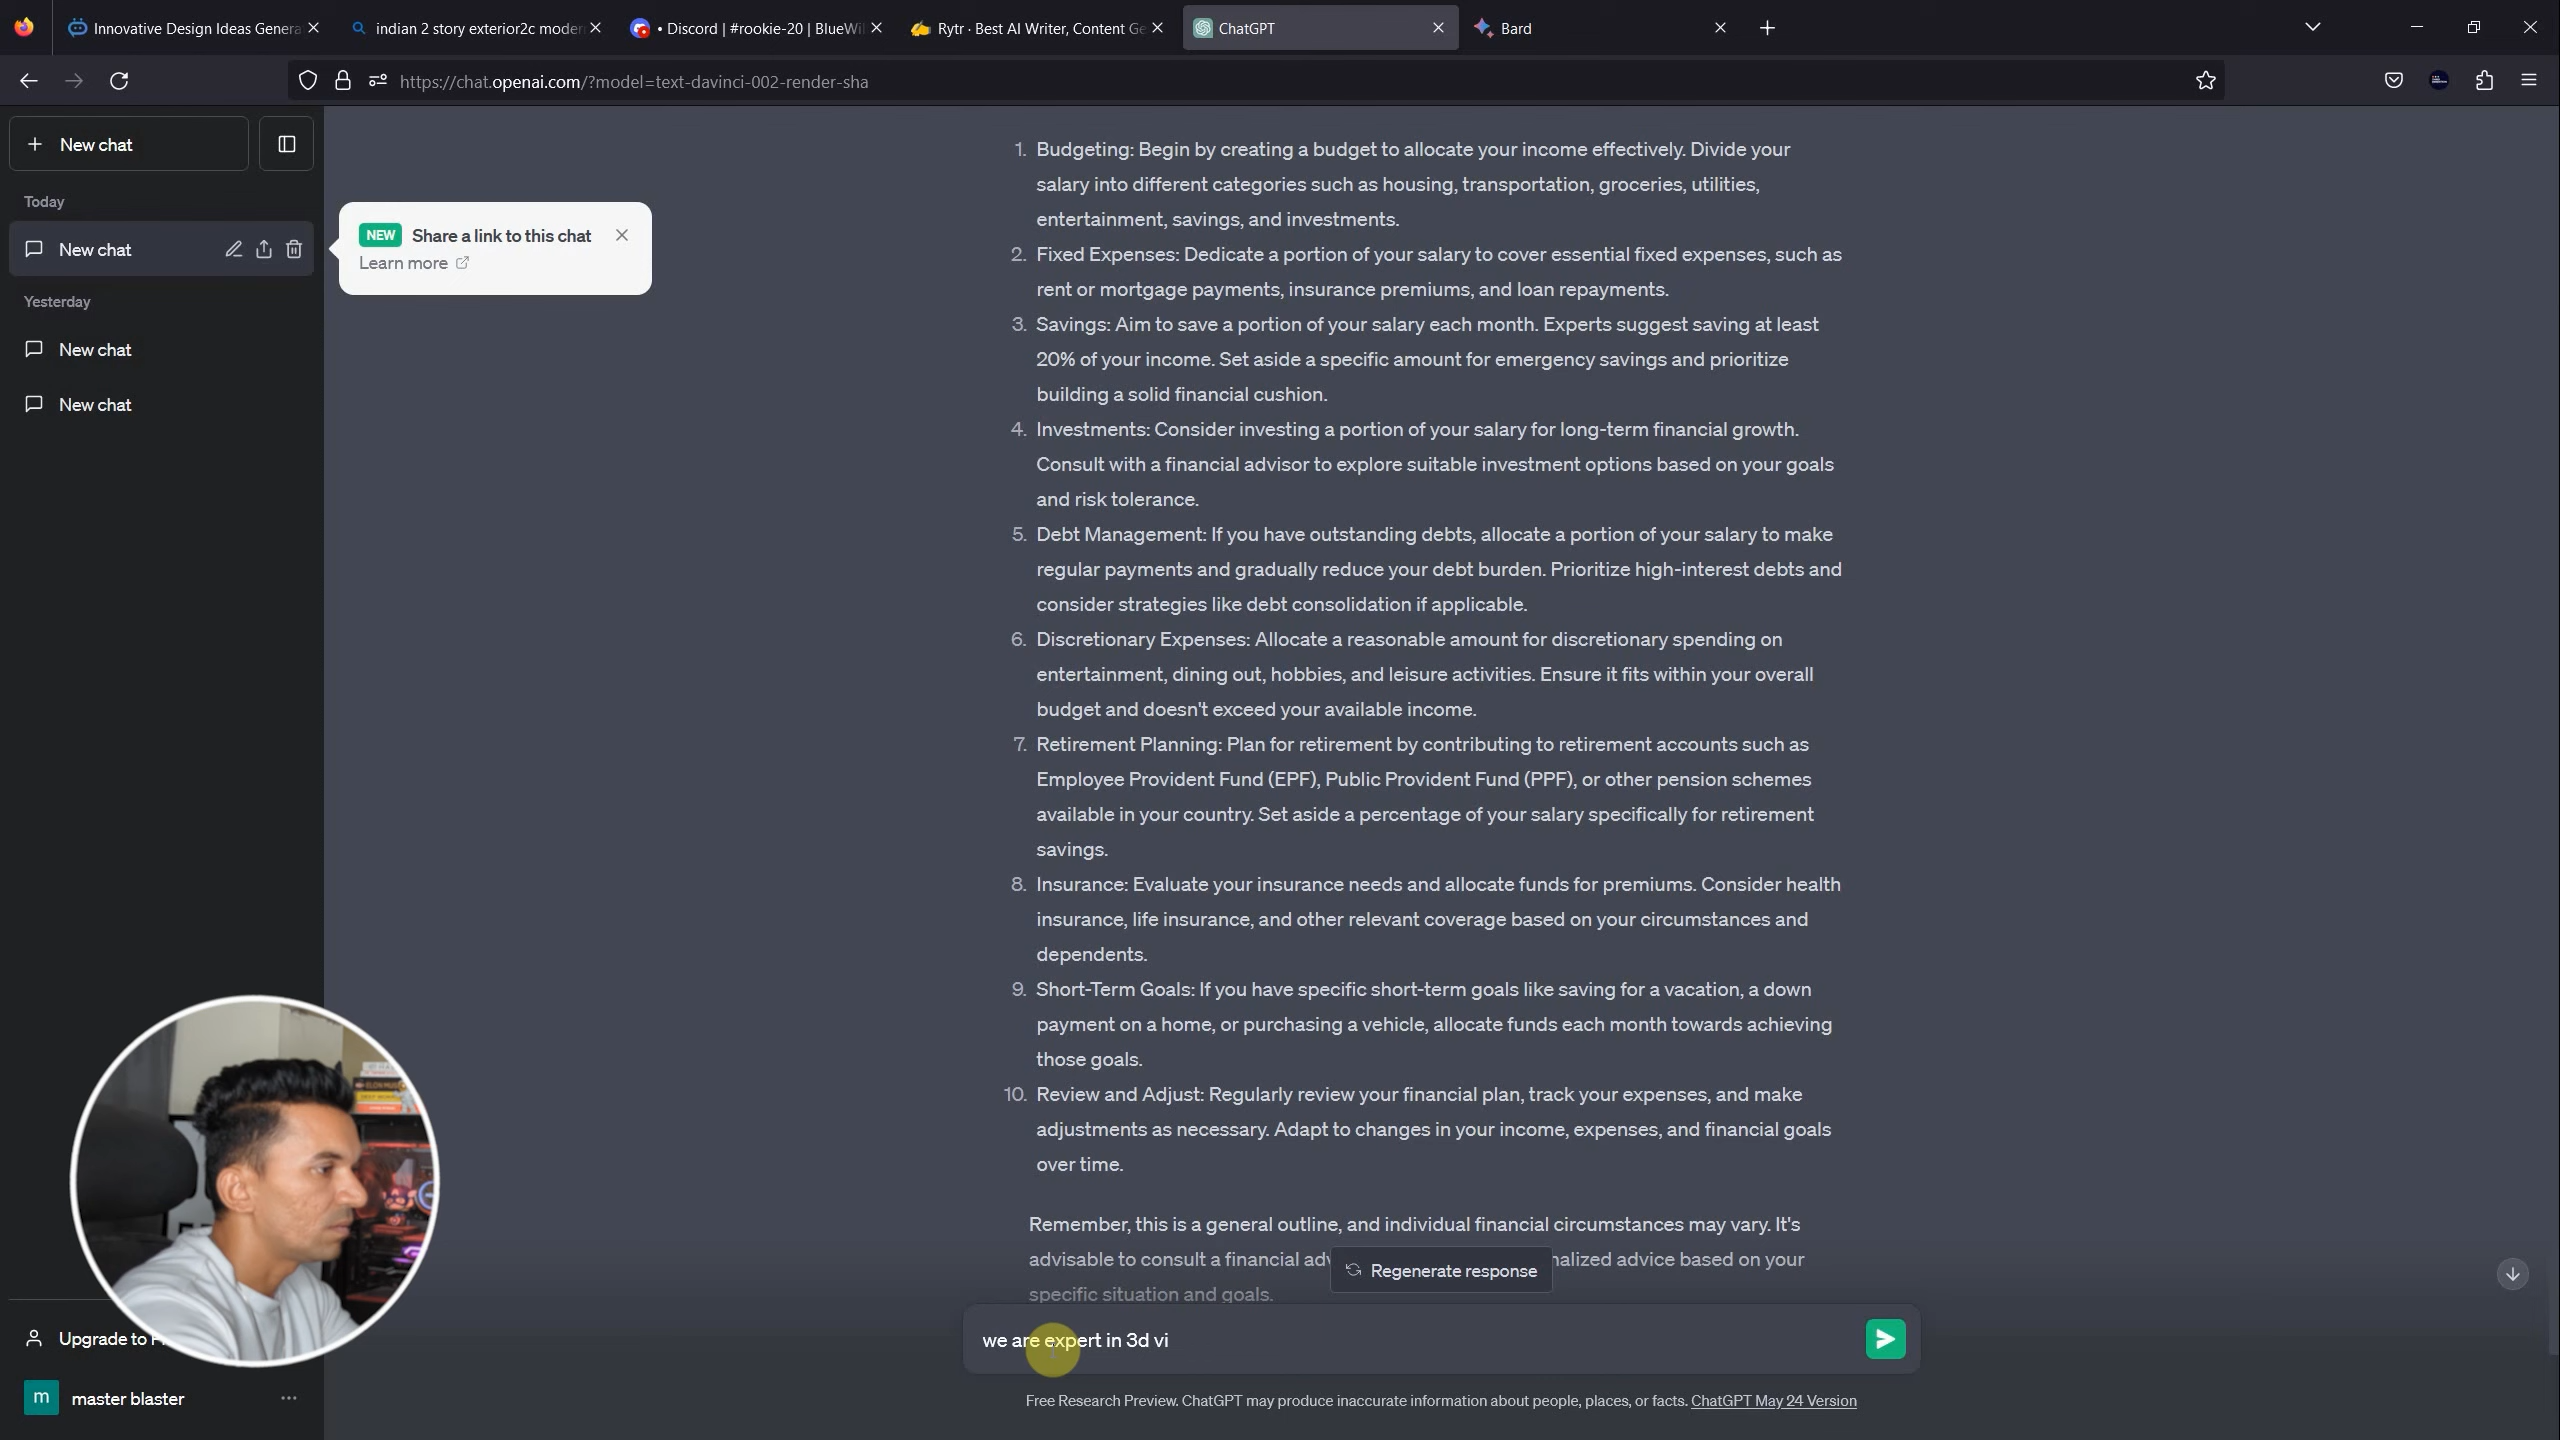 Innovative Design Ideas Genera
indian 2 story exterior2c moder
• Discord | #rookie-20 | BlueWil
Rytr · Best AI Writer, Content Ge
ChatGPT
Bard
https://chat.openai.com/?model=text-davinci-002-render-sha
New chat
Today
New chat
NEW Share a link to this chat
Learn more
Yesterday
New chat
New chat
1. Budgeting: Begin by creating a budget to allocate your income effectively. Divide your
salary into different categories such as housing, transportation, groceries, utilities,
entertainment, savings, and investments.
2. Fixed Expenses: Dedicate a portion of your salary to cover essential fixed expenses, such as
rent or mortgage payments, insurance premiums, and loan repayments.
3. Savings: Aim to save a portion of your salary each month. Experts suggest saving at least
20% of your income. Set aside a specific amount for emergency savings and prioritize
building a solid financial cushion.
4. Investments: Consider investing a portion of your salary for long-term financial growth.
Consult with a financial advisor to explore suitable investment options based on your goals
and risk tolerance.
5. Debt Management: If you have outstanding debts, allocate a portion of your salary to make
regular payments and gradually reduce your debt burden. Prioritize high-interest debts and
consider strategies like debt consolidation if applicable.
6. Discretionary Expenses: Allocate a reasonable amount for discretionary spending on
entertainment, dining out, hobbies, and leisure activities. Ensure it fits within your overall
budget and doesn't exceed your available income.
7. Retirement Planning: Plan for retirement by contributing to retirement accounts such as
Employee Provident Fund (EPF), Public Provident Fund (PPF), or other pension schemes
available in your country. Set aside a percentage of your salary specifically for retirement
savings.
8. Insurance: Evaluate your insurance needs and allocate funds for premiums. Consider health
insurance, life insurance, and other relevant coverage based on your circumstances and
dependents.
9. Short-Term Goals: If you have specific short-term goals like saving for a vacation, a down
payment on a home, or purchasing a vehicle, allocate funds each month towards achieving
those goals.
10. Review and Adjust: Regularly review your financial plan, track your expenses, and make
adjustments as necessary. Adapt to changes in your income, expenses, and financial goals
over time.
Remember, this is a general outline, and individual financial circumstances may vary. It's
advisable to consult a financial adv nalized advice based on your
specific situation and goals.
Regenerate response
we are expert in 3d vi
Free Research Preview. ChatGPT may produce inaccurate information about people, places, or facts. ChatGPT May 24 Version
Upgrade to
m master blaster